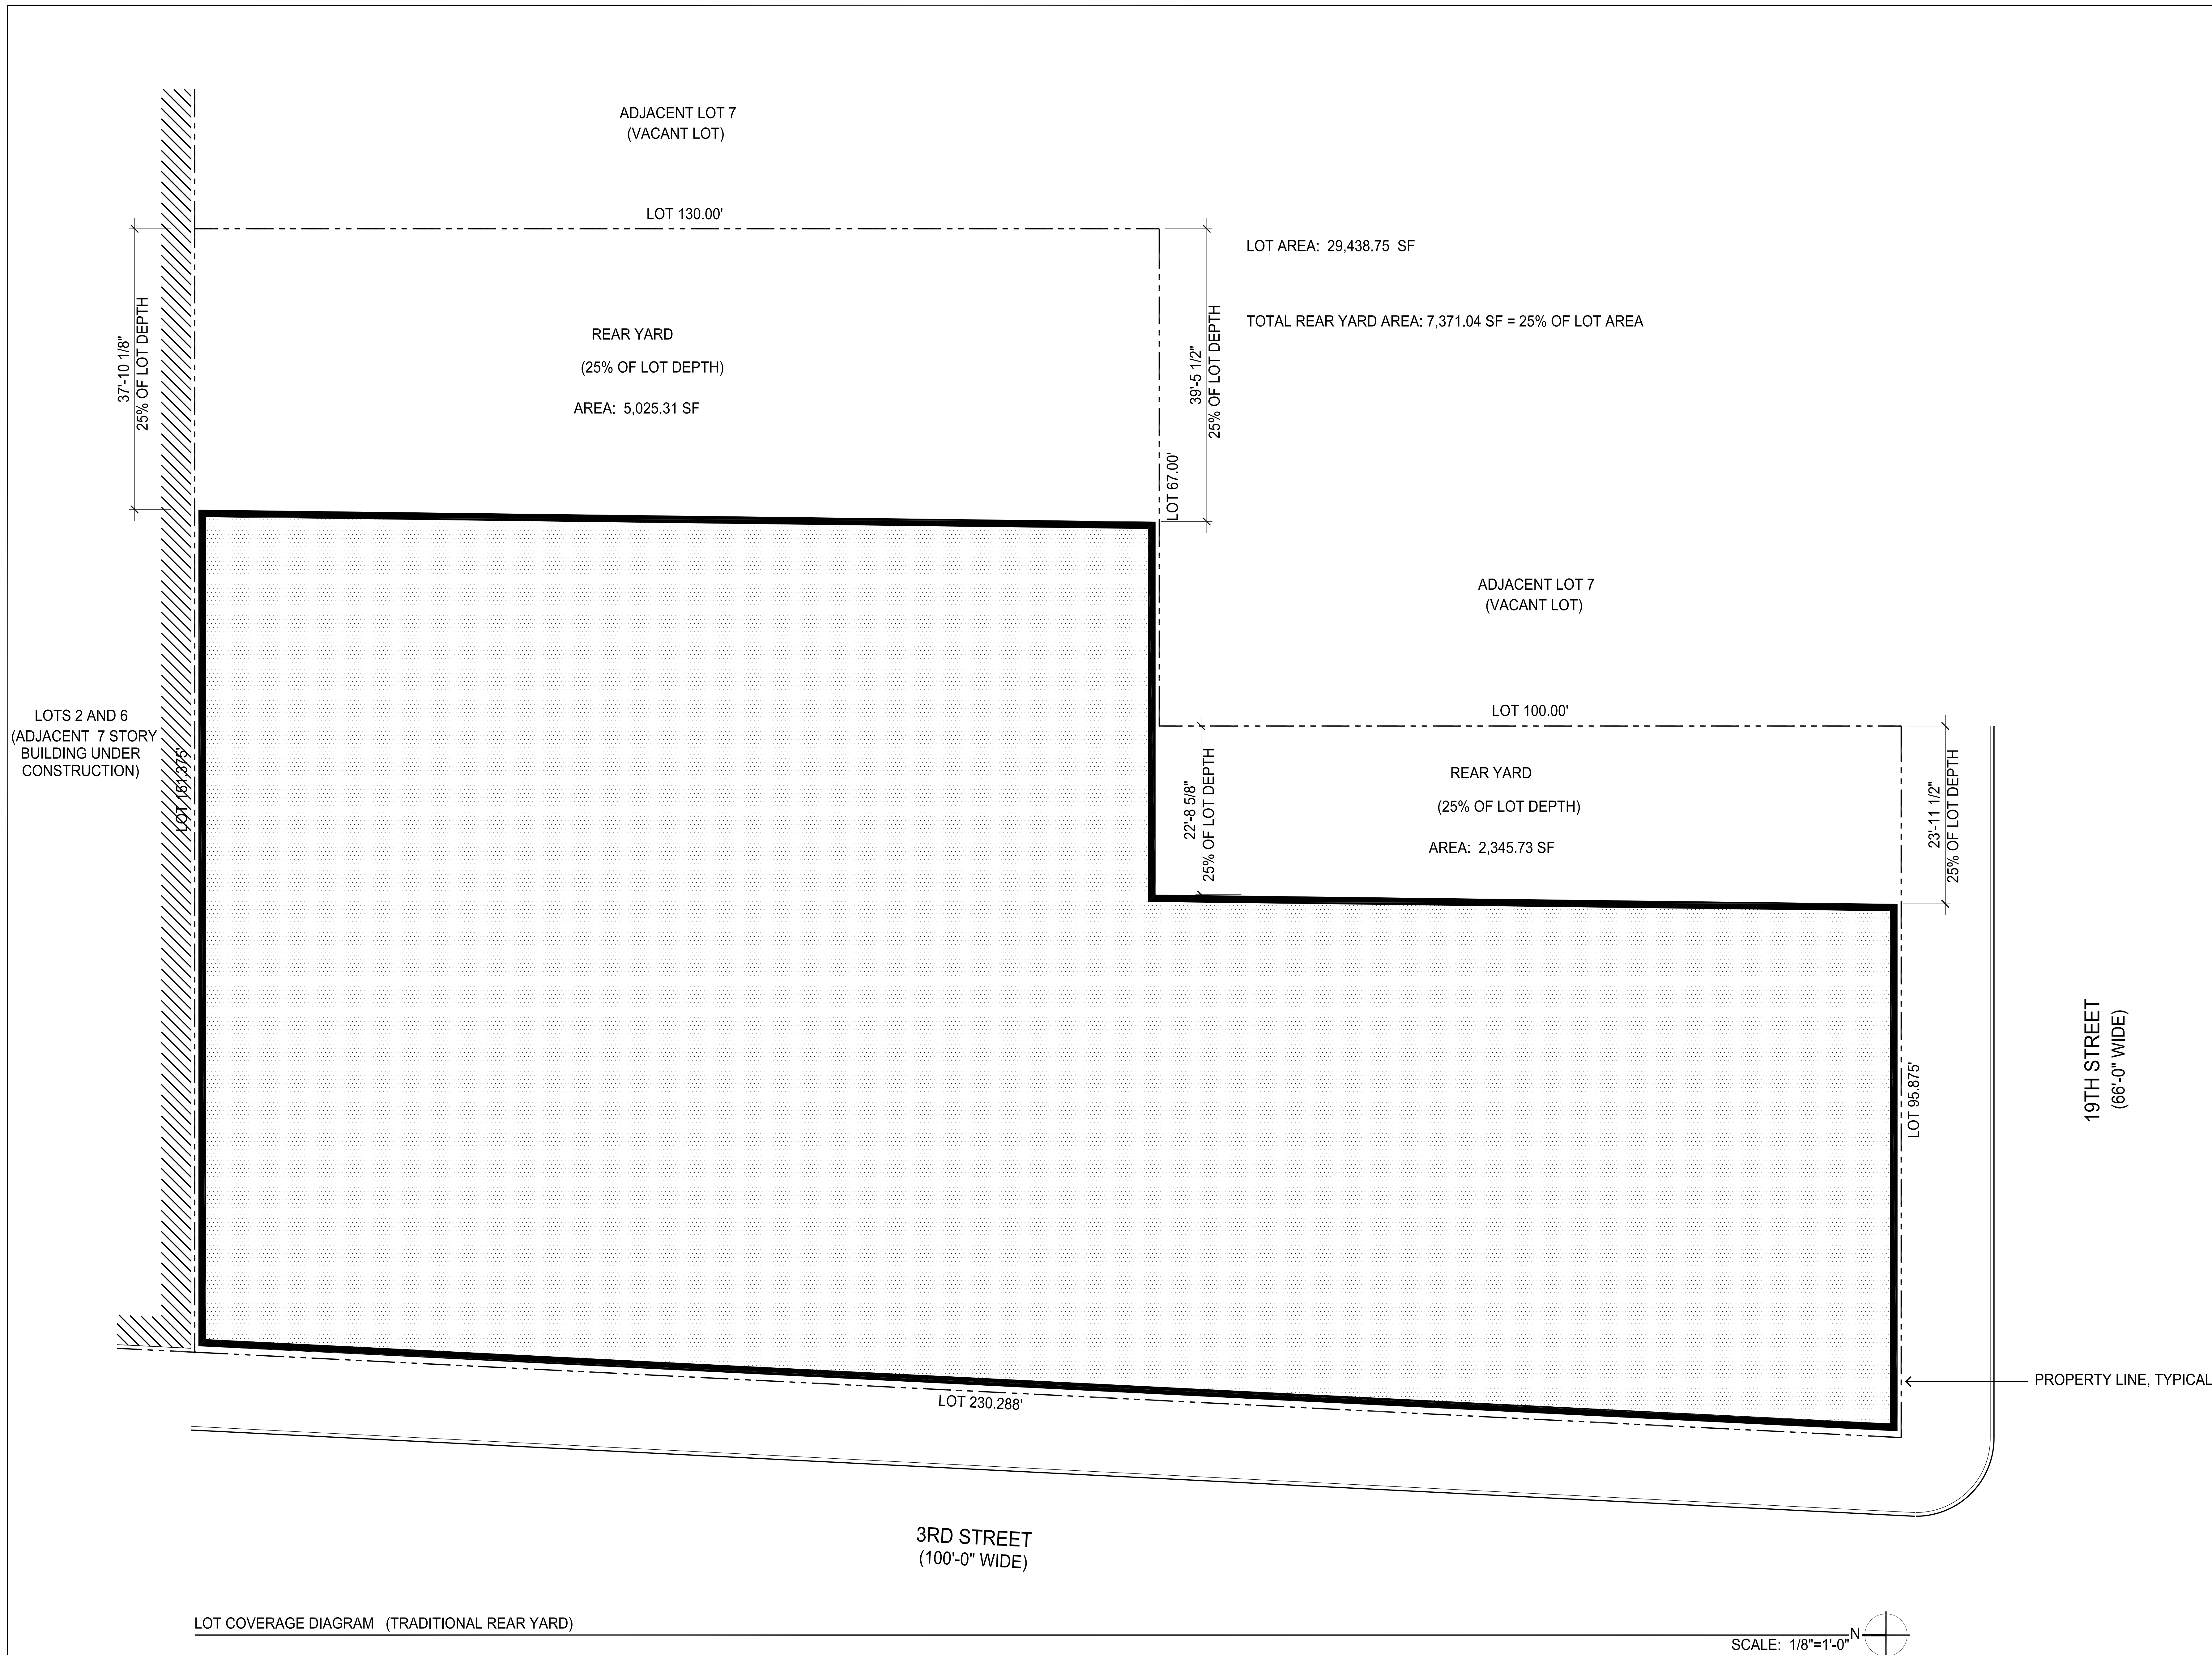 ADJACENT LOT 7
(VACANT LOT)
LOT 130.00'
LOT AREA: 29,438.75 SF
TOTAL REAR YARD AREA: 7,371.04 SF = 25% OF LOT AREA
37'-10 1/8"
25% OF LOT DEPTH
REAR YARD
(25% OF LOT DEPTH)
AREA: 5,025.31 SF
39'-5 1/2"
25% OF LOT DEPTH
LOT 67.00'
ADJACENT LOT 7
(VACANT LOT)
LOT 100.00'
LOTS 2 AND 6
(ADJACENT 7 STORY
BUILDING UNDER
CONSTRUCTION)
LOT 151.375'
22'-8 5/8"
25% OF LOT DEPTH
REAR YARD
(25% OF LOT DEPTH)
AREA: 2,345.73 SF
23'-11 1/2"
25% OF LOT DEPTH
LOT 95.875'
19TH STREET
(66'-0" WIDE)
PROPERTY LINE, TYPICAL
LOT 230.288'
3RD STREET
(100'-0" WIDE)
LOT COVERAGE DIAGRAM (TRADITIONAL REAR YARD)
N
SCALE: 1/8"=1'-0"